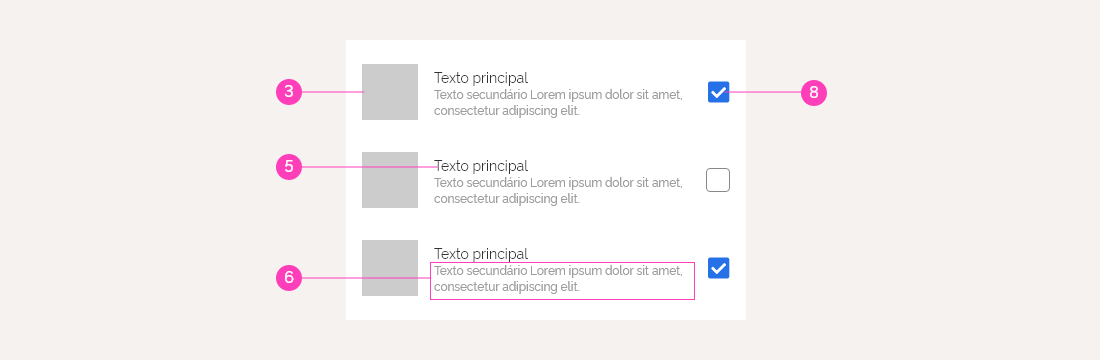 Texto principal
3
8
Texto secundário Lorem ipsum dolor sit amet,
consectetur adipiscing elit.
5
Texto principal
Texto secundário Lorem ipsum dolor sit amet,
consectetur adipiscing elit.
Texto principal
6
Texto secundário Lorem ipsum dolor sit amet,
consectetur adipiscing elit.